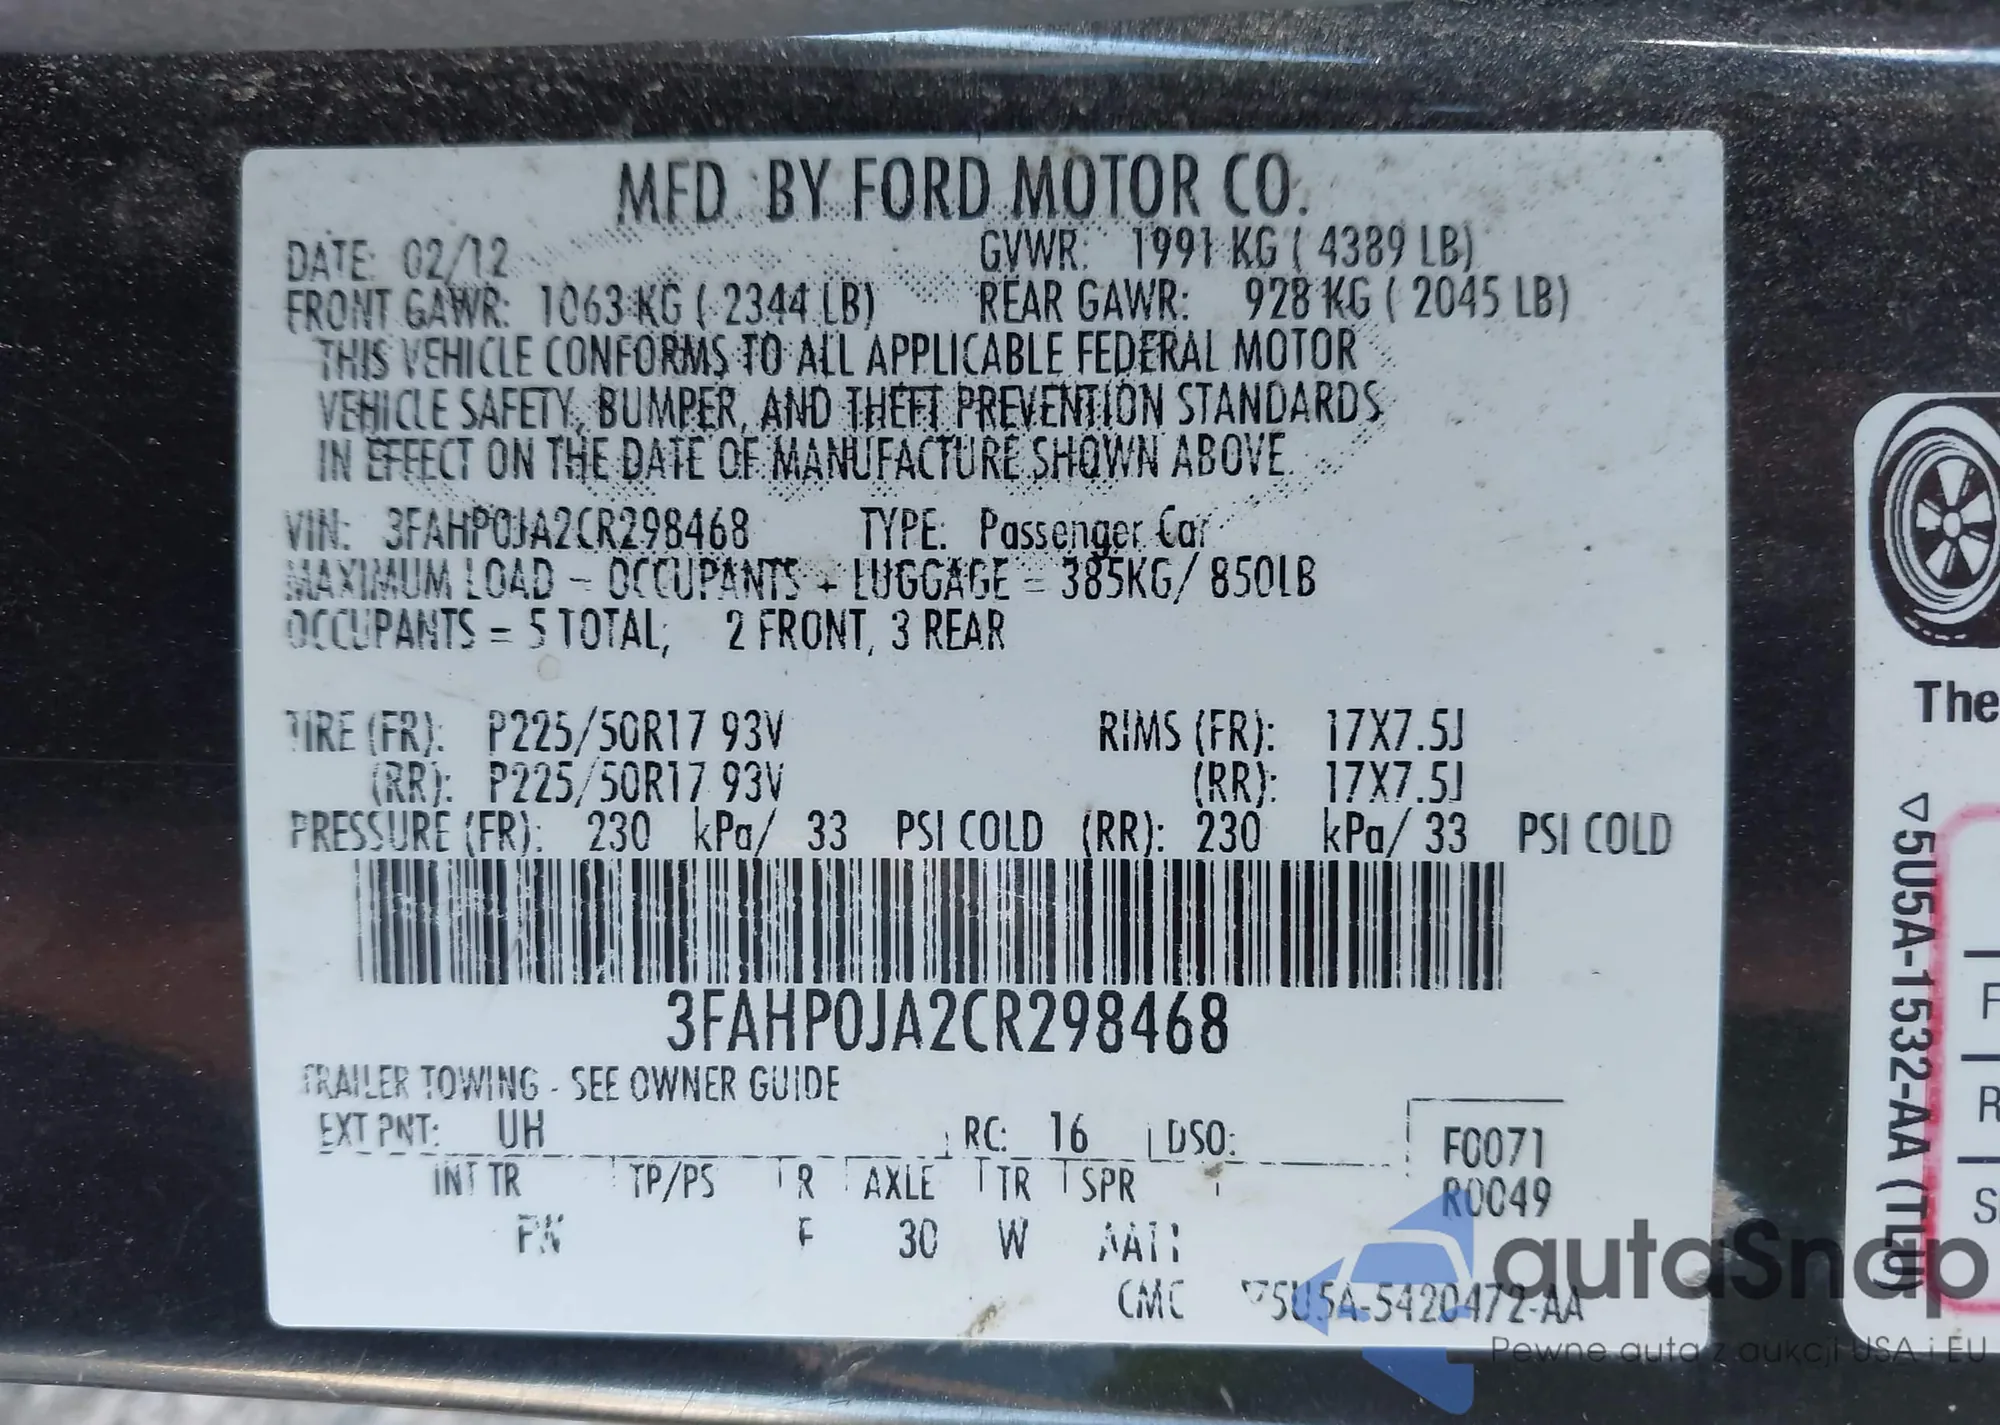 MFD. BY FORD MOTOR CO.
DATE: 02/12 GVWR: 1991 KG ( 4389 LB)
FRONT GAWR: 1063 KG ( 2344 LB) REAR GAWR: 928 KG ( 2045 LB)
THIS VEHICLE CONFORMS TO ALL APPLICABLE FEDERAL MOTOR
VEHICLE SAFETY, BUMPER, AND THEFT PREVENTION STANDARDS
IN EFFECT ON THE DATE OF MANUFACTURE SHOWN ABOVE.
VIN: 3FAHP0JA2CR298468 TYPE: Passenger Car
MAXIMUM LOAD = OCCUPANTS + LUGGAGE = 385KG/ 850LB
OCCUPANTS = 5 TOTAL, 2 FRONT, 3 REAR
TIRE (FR): P225/50R17 93V RIMS (FR): 17X7.5J
(RR): P225/50R17 93V (RR): 17X7.5J
PRESSURE (FR): 230 kPa/ 33 PSI COLD (RR): 230 kPa/ 33 PSI COLD
3FAHP0JA2CR298468
TRAILER TOWING - SEE OWNER GUIDE
EXT PNT: UH RC: 16 DSO:
F0071
R0049
INT TR TP/PS R AXLE TR SPR
F 30 W
CMC 5U5A-5420472-AA
The
5U5A-1532-AA (TLU)
F
R
S
autaSnap
Pewne auta z aukcji USA i EU